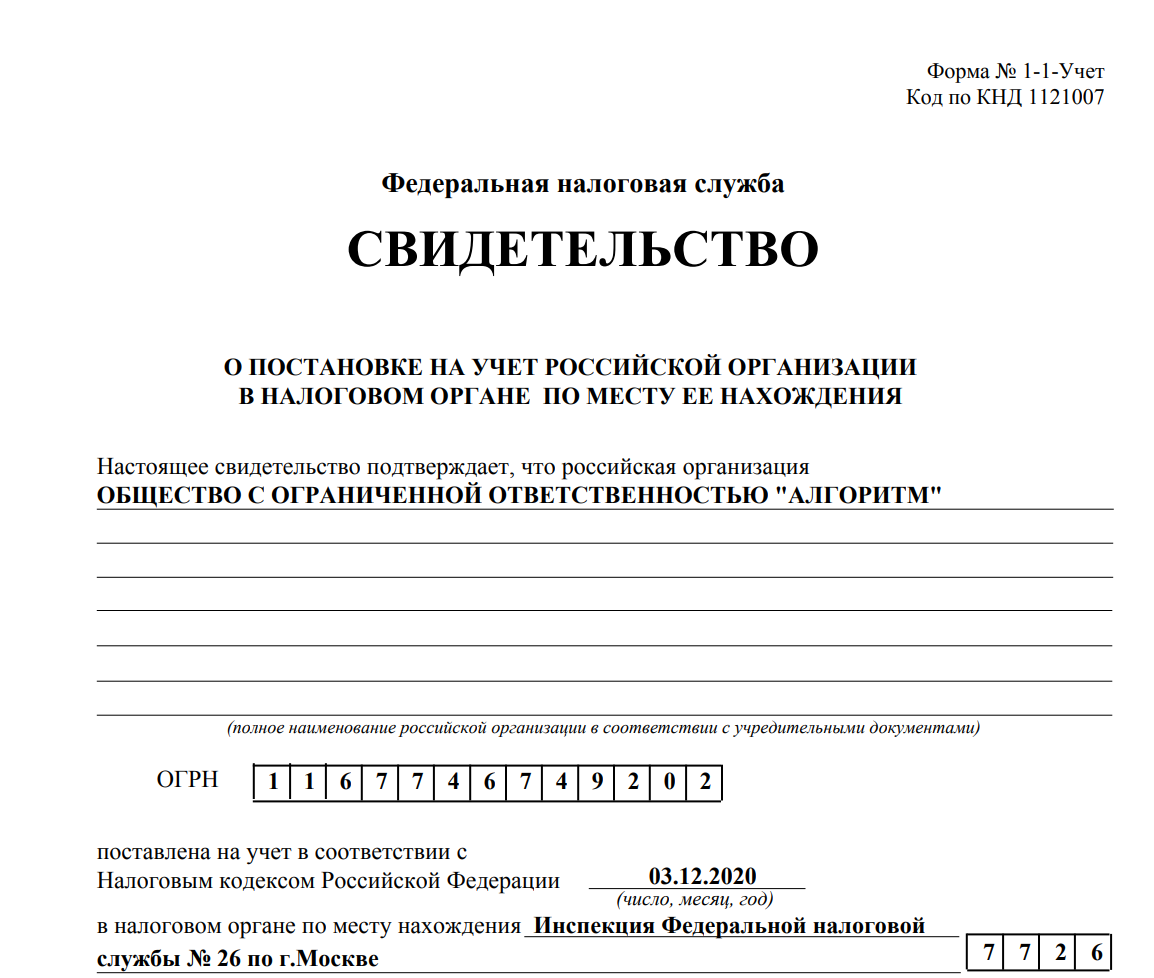 Форма № 1-1-Учет
Код по КНД 1121007
Федеральная налоговая служба
СВИДЕТЕЛЬСТВО
О ПОСТАНОВКЕ НА УЧЕТ РОССИЙСКОЙ ОРГАНИЗАЦИИ
В НАЛОГОВОМ ОРГАНЕ ПО МЕСТУ ЕЕ НАХОЖДЕНИЯ
Настоящее свидетельство подтверждает, что российская организация
ОБЩЕСТВО С ОГРАНИЧЕННОЙ ОТВЕТСТВЕННОСТЬЮ "АЛГОРИТМ"
(полное наименование российской организации в соответствии с учредительными документами)
ОГРН 1 1 6 7 7 4 6 7 4 9 2 0 2
поставлена на учет в соответствии с
Налоговым кодексом Российской Федерации 03.12.2020
(число, месяц, год)
в налоговом органе по месту нахождения Инспекция Федеральной налоговой
службы № 26 по г.Москве 7 7 2 6